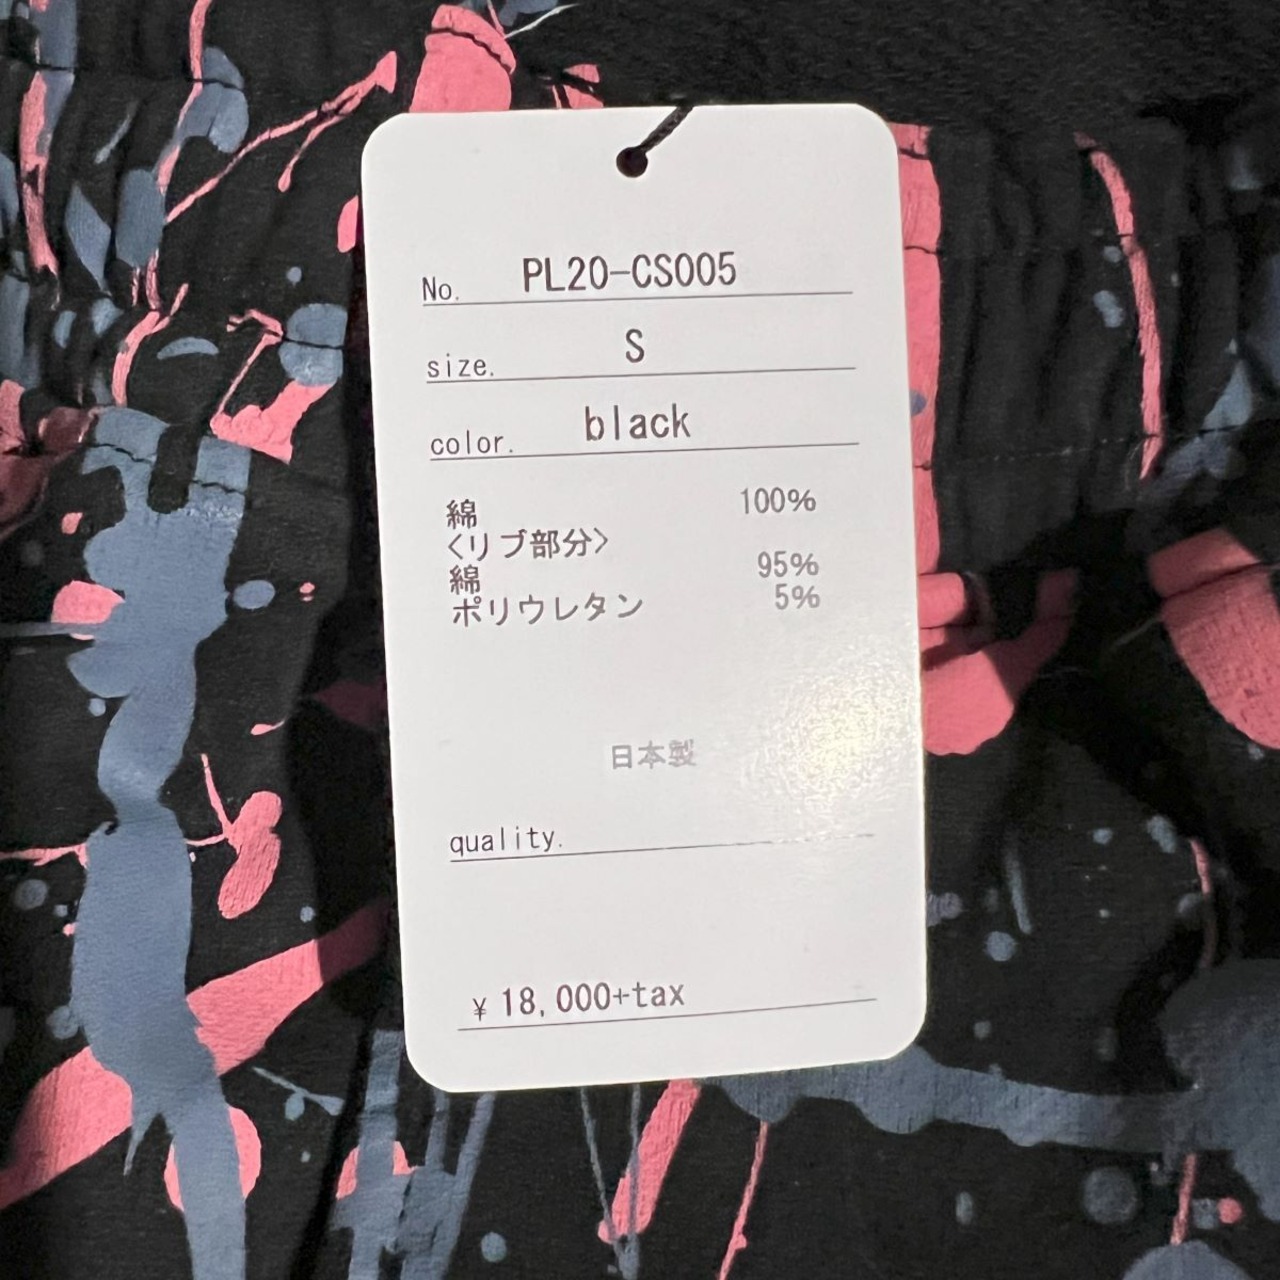 No. PL20-CS005
size. S
color. black
綿 100%
<リブ部分>
綿 95%
ポリウレタン 5%
日本製
quality.
¥ 18,000+tax